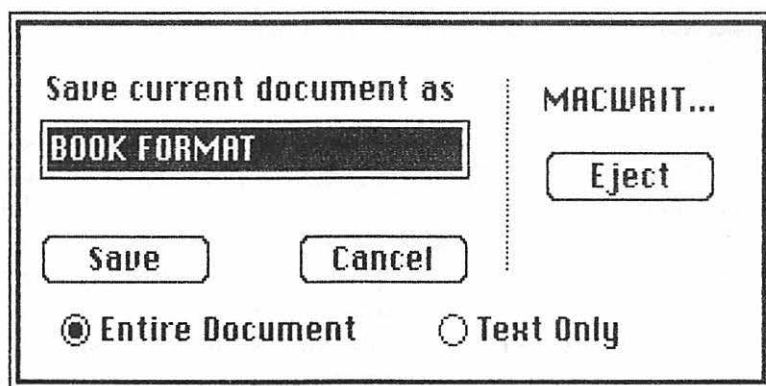 Save current document as
BOOK FORMAT
Save
Cancel
Entire Document
Text Only
MACWRIT...
Eject